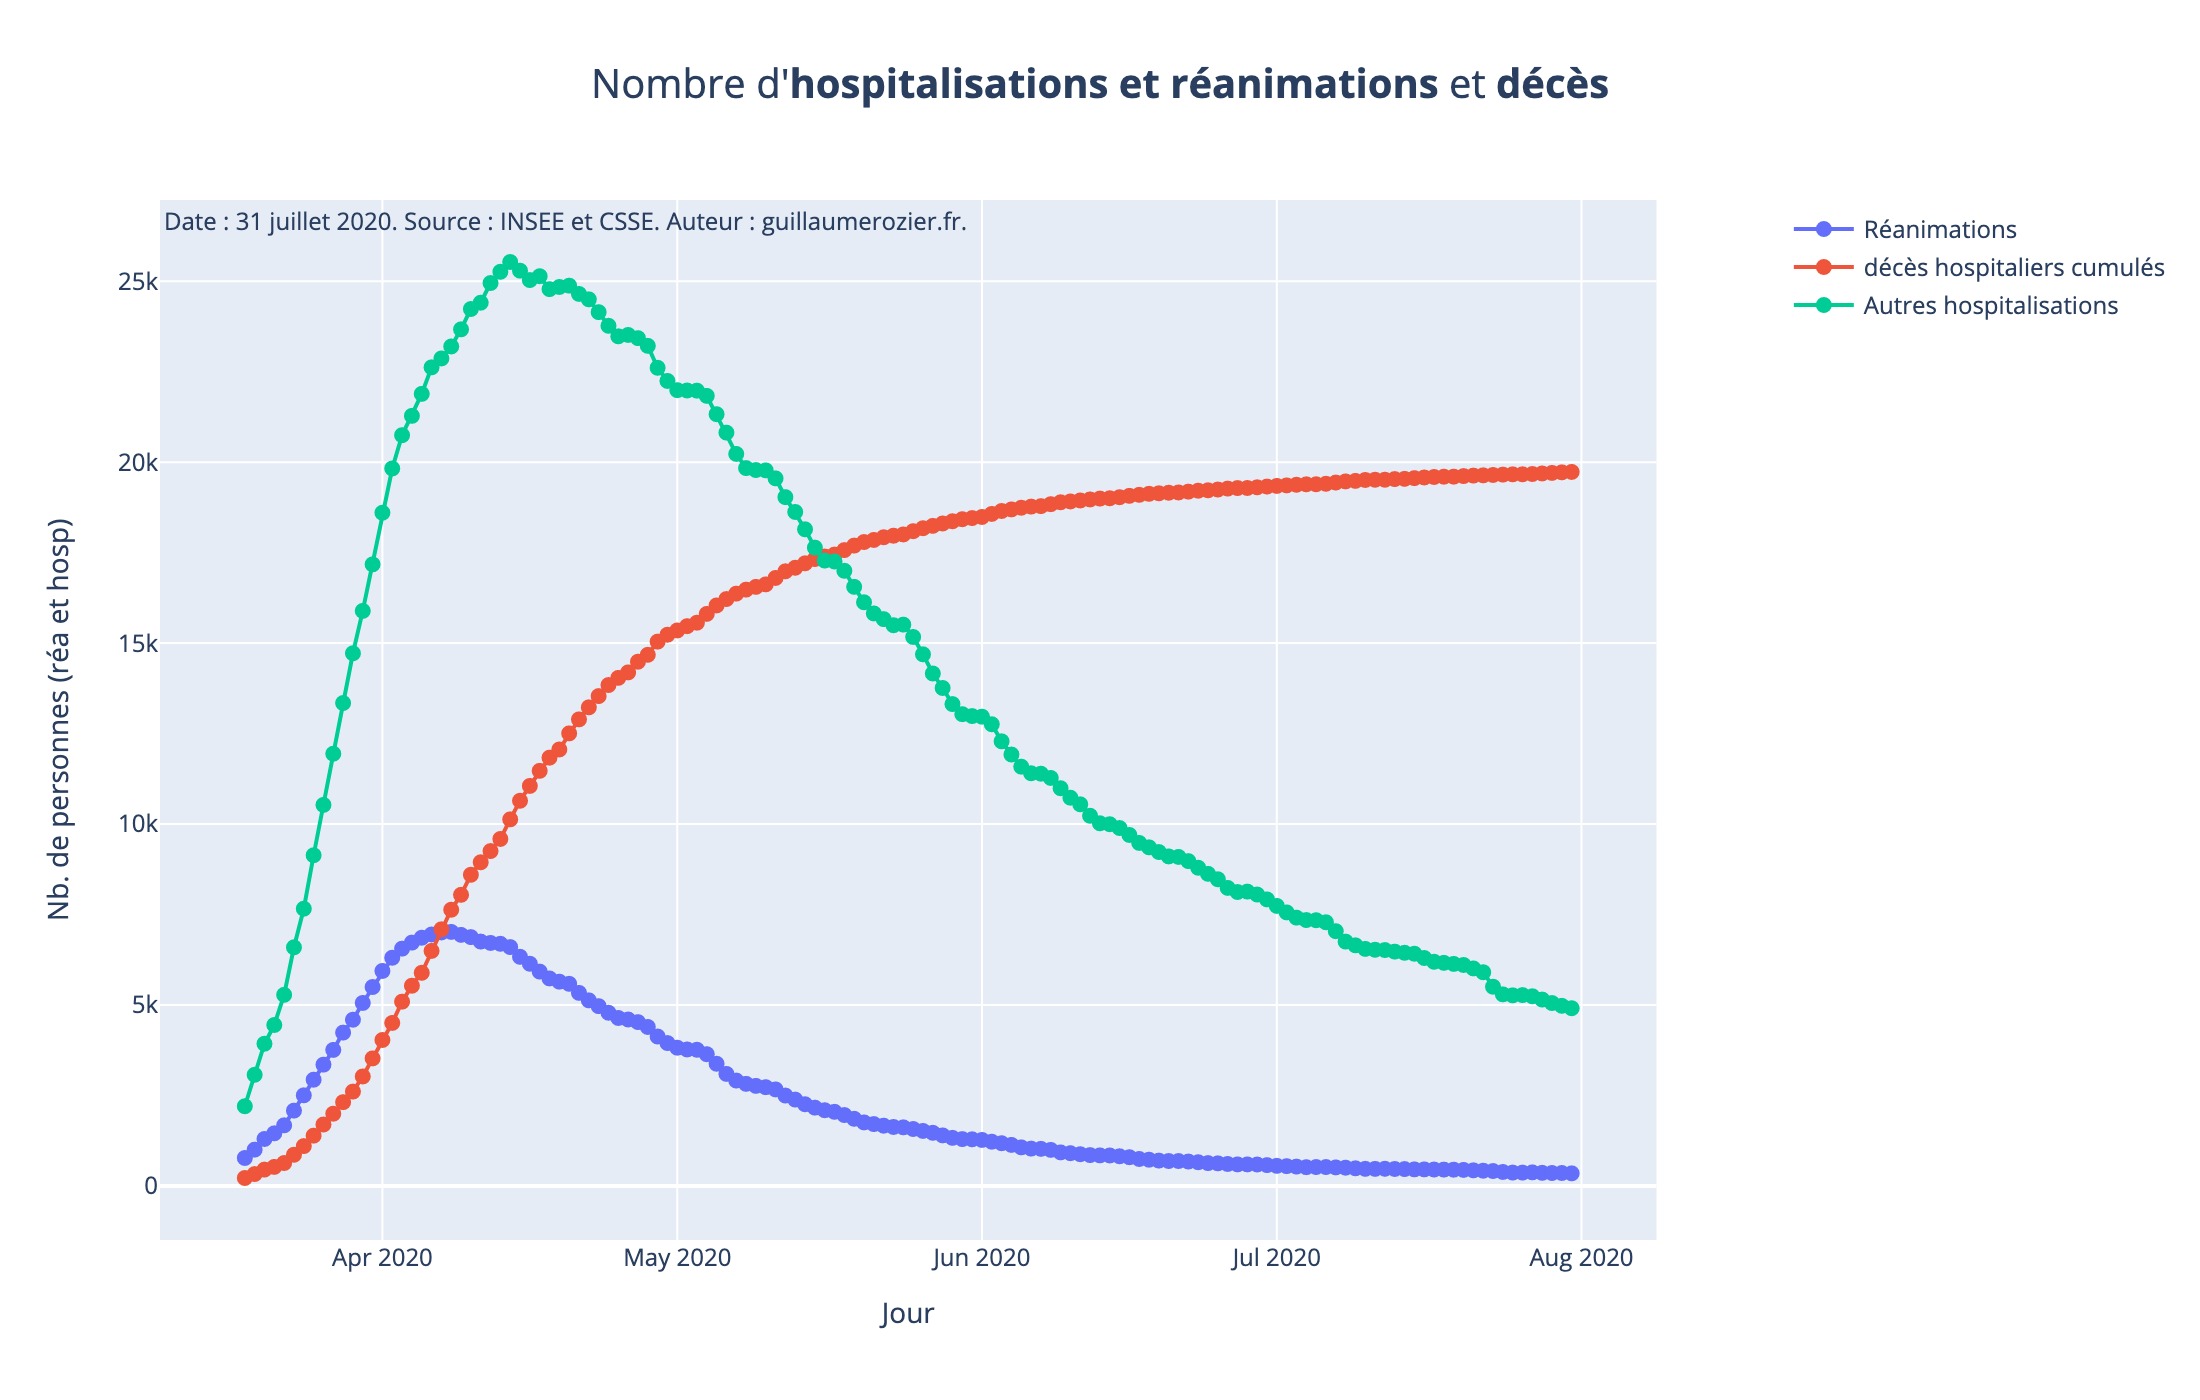 Nombre d'hospitalisations et réanimations et décès
Date : 31 juillet 2020. Source : INSEE et CSSE. Auteur : guillaumerozier.fr.
Réanimations
décès hospitaliers cumulés
Autres hospitalisations
Nb. de personnes (réa et hosp)
25k
20k
15k
10k
5k
0
Apr 2020 May 2020 Jun 2020 Jul 2020 Aug 2020
Jour